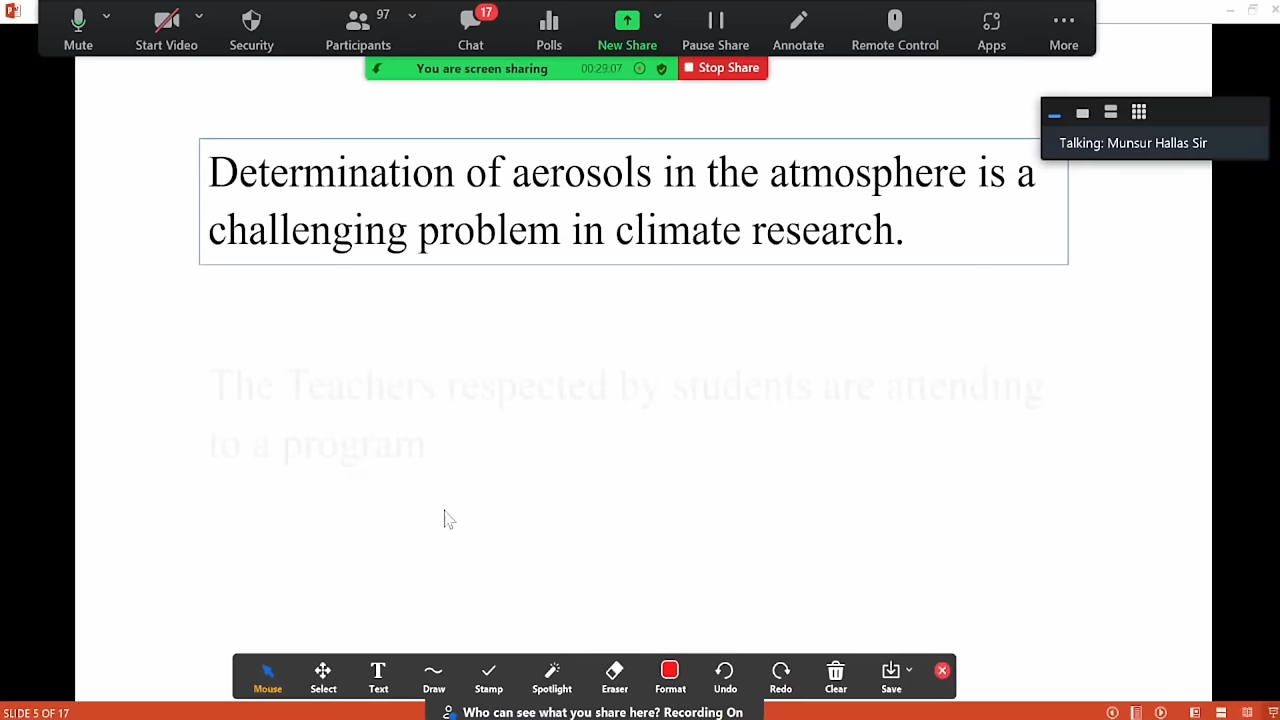 97
17
Mute
Start Video
Security
Participants
Chat
Polls
New Share
Pause Share
Annotate
Remote Control
Apps
More
You are screen sharing
00:29:07
Stop Share
Talking: Munsur Hallas Sir
Determination of aerosols in the atmosphere is a
challenging problem in climate research.
The Teachers respected by students are attending
to a program
Mouse
Select
Text
Draw
Stamp
Spotlight
Eraser
Format
Undo
Redo
Clear
Save
Who can see what you share here? Recording On
SLIDE 5 OF 17